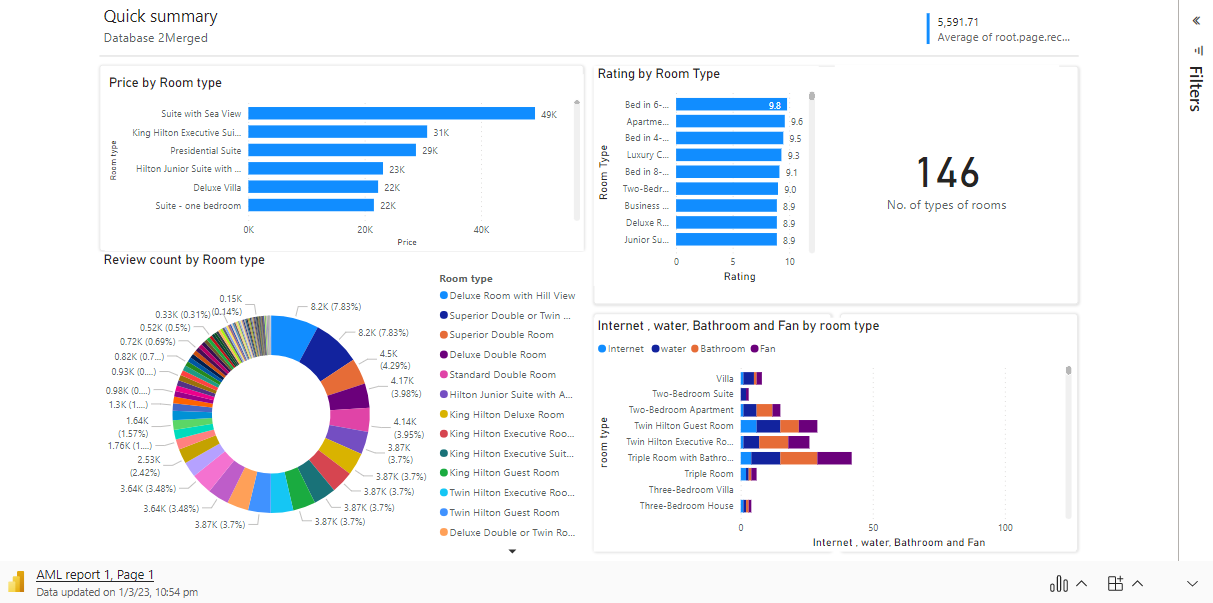 Quick summary
Database 2Merged
5,591.71
Average of root.page.rec...
Filters
Price by Room type
Room type
Suite with Sea View 49K
King Hilton Executive Sui... 31K
Presidential Suite 29K
Hilton Junior Suite with ... 23K
Deluxe Villa 22K
Suite - one bedroom 22K
0K 20K 40K
Price
Rating by Room Type
Room Type
Bed in 6-... 9.8
Apartme... 9.6
Bed in 4-... 9.5
Luxury C... 9.3
Bed in 8-... 9.1
Two-Bedr... 9.0
Business ... 8.9
Deluxe R... 8.9
Junior Su... 8.9
0 5 10
Rating
146
No. of types of rooms
Review count by Room type
8.2K (7.83%)
8.2K (7.83%)
4.5K
(4.29%)
4.17K
(3.98%)
4.14K
(3.95%)
3.87K
(3.7%)
3.87K (3.7%)
3.87K (3.7%)
3.87K (3.7%)
3.87K (3.7%)
3.87K (3.7%)
3.64K (3.48%)
3.64K (3.48%)
2.53K
(2.42%)
1.76K (1....)
1.64K
(1.57%)
1.3K (1....)
0.98K (0....)
0.93K (0....)
0.82K (0.7...)
0.72K (0.69%)
0.52K (0.5%)
0.33K (0.31%)
0.15K
(0.14%)
Room type
Deluxe Room with Hill View
Superior Double or Twin ...
Superior Double Room
Deluxe Double Room
Standard Double Room
Hilton Junior Suite with A...
King Hilton Deluxe Room
King Hilton Executive Roo...
King Hilton Executive Suit...
King Hilton Guest Room
Twin Hilton Executive Roo...
Twin Hilton Guest Room
Deluxe Double or Twin Ro...
Internet , water, Bathroom and Fan by room type
Internet water Bathroom Fan
room type
Villa
Two-Bedroom Suite
Two-Bedroom Apartment
Twin Hilton Guest Room
Twin Hilton Executive Ro...
Triple Room with Bathro...
Triple Room
Three-Bedroom Villa
Three-Bedroom House
0 50 100
Internet , water, Bathroom and Fan
AML report 1, Page 1
Data updated on 1/3/23, 10:54 pm